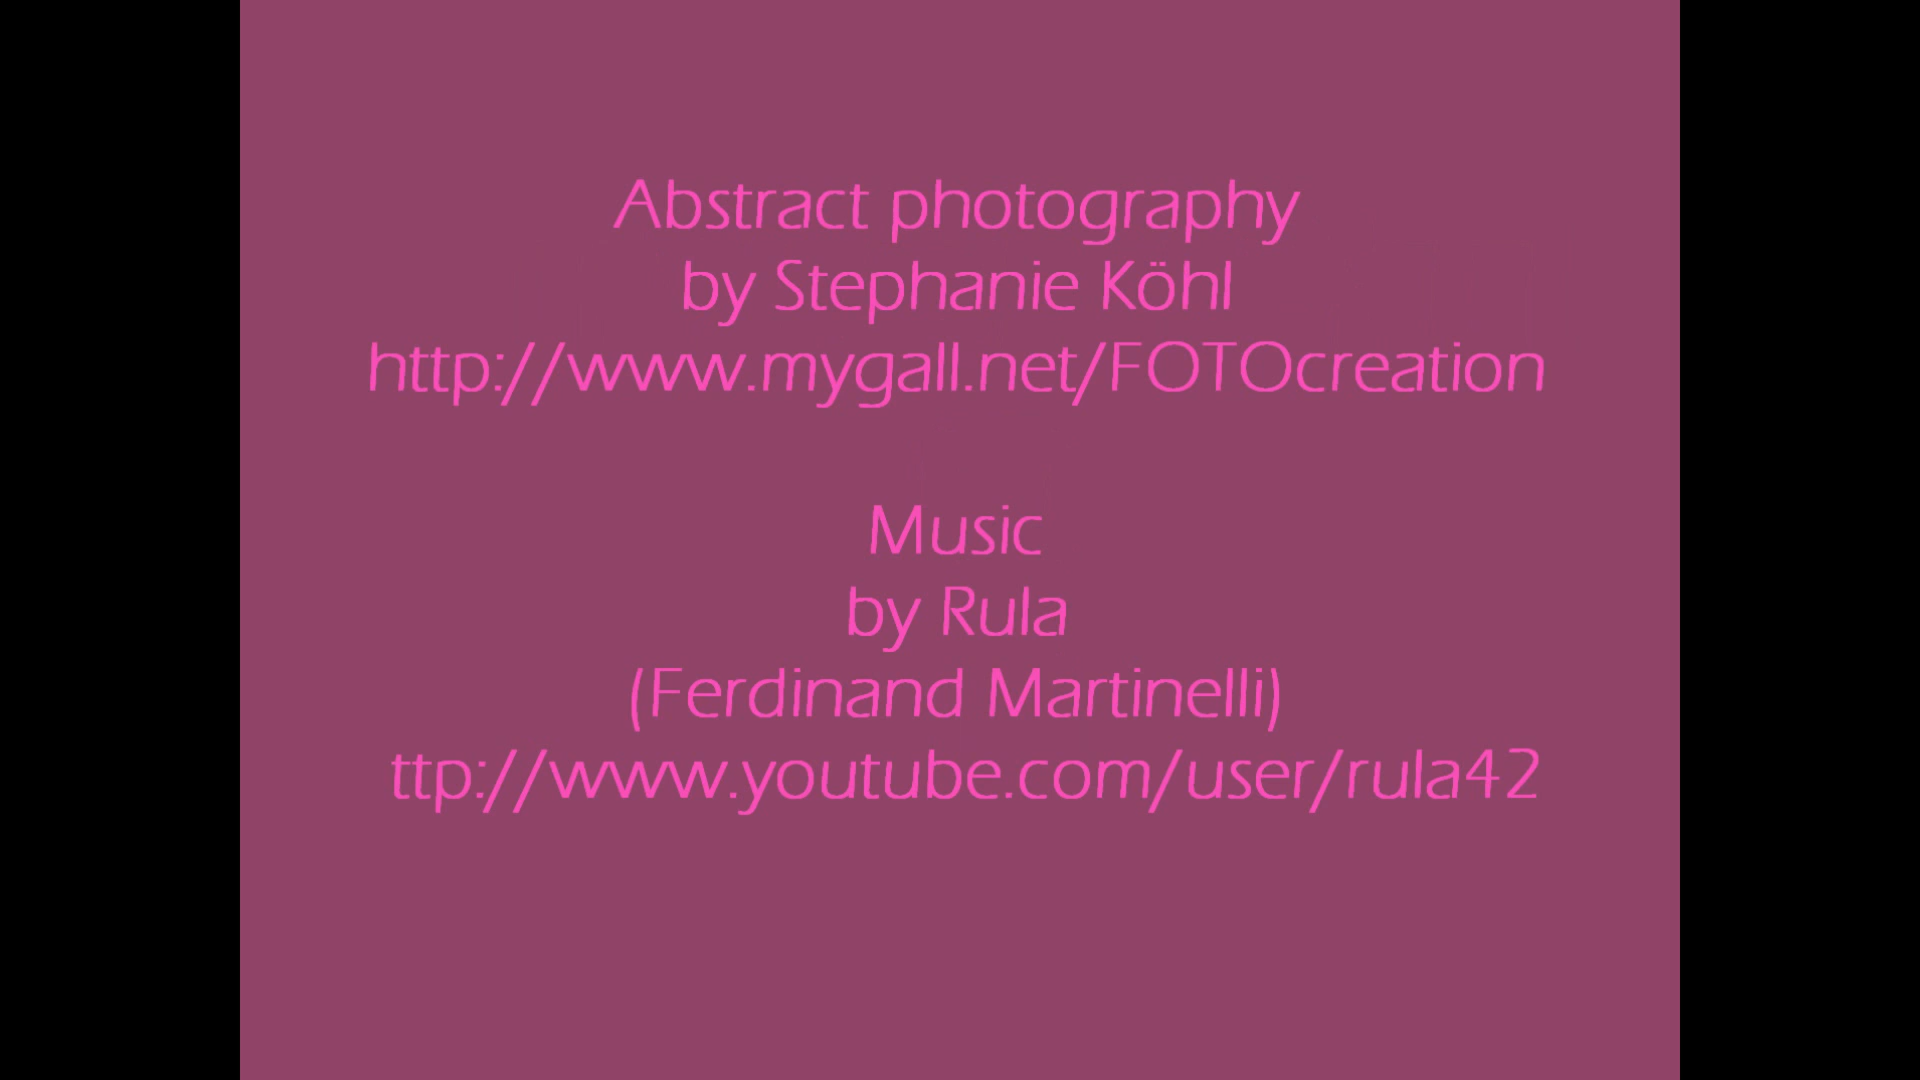 Abstract photography
by Stephanie Köhl
http://www.mygall.net/FOTOcreation
Music
by Rula
(Ferdinand Martinelli)
ttp://www.youtube.com/user/rula42